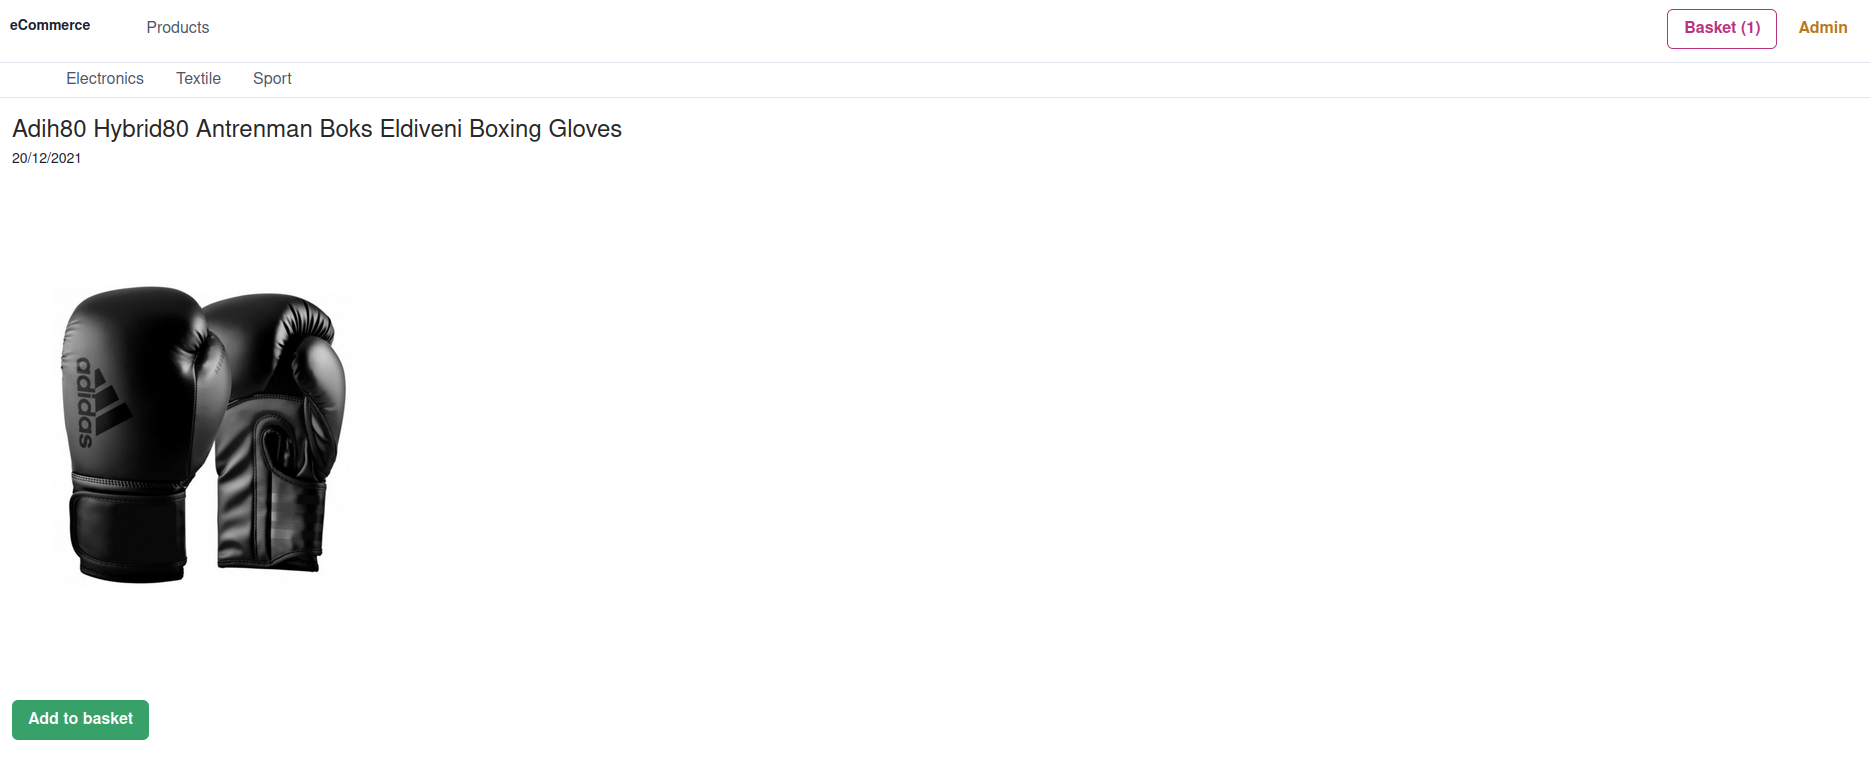 eCommerce
Products
Basket (1)
Admin
Electronics
Textile
Sport
Adih80 Hybrid80 Antrenman Boks Eldiveni Boxing Gloves
20/12/2021
adidas
Add to basket